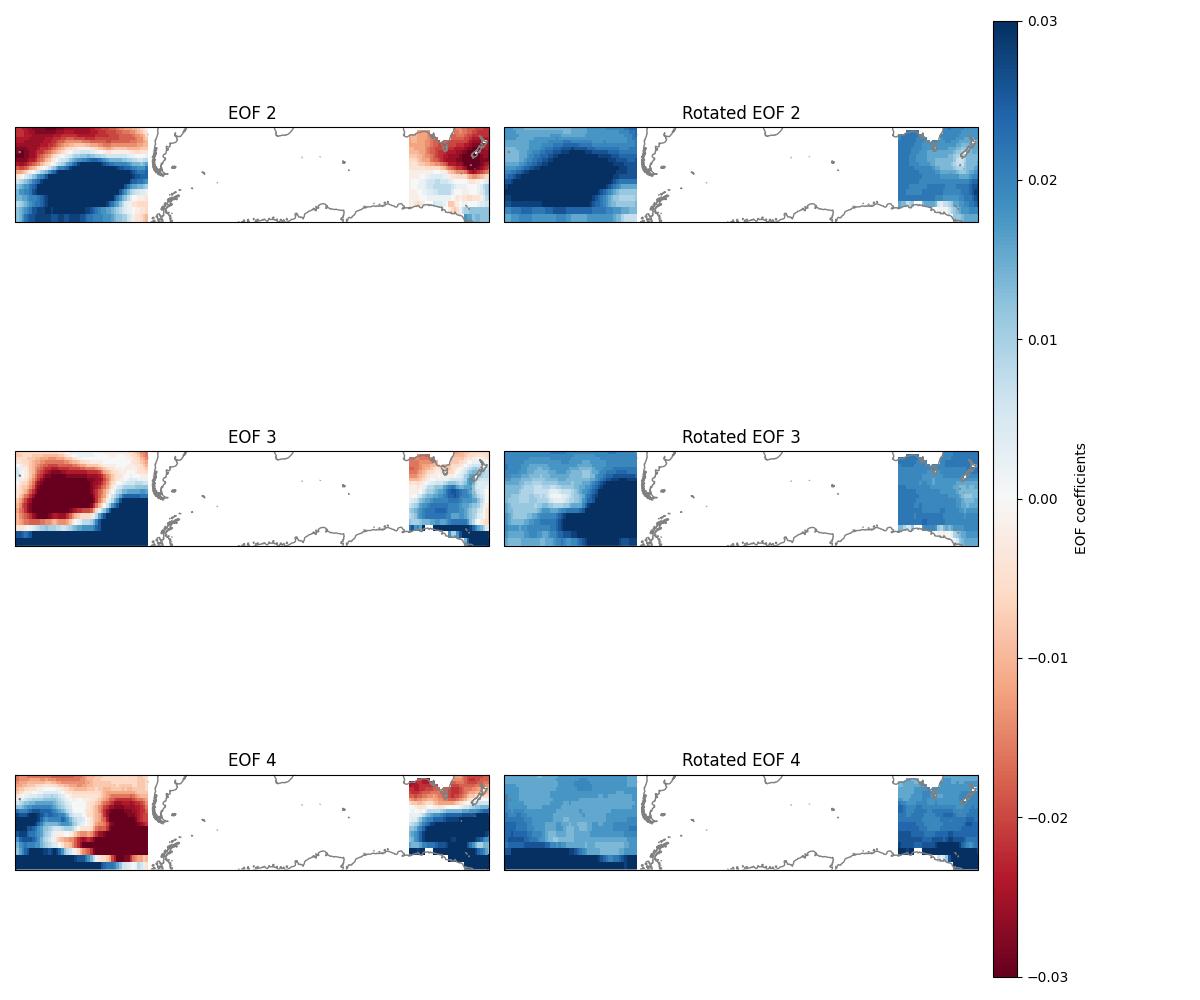 EOF 2
Rotated EOF 2
EOF 3
Rotated EOF 3
EOF 4
Rotated EOF 4
0.03
0.02
0.01
0.00
−0.01
−0.02
−0.03
EOF coefficients